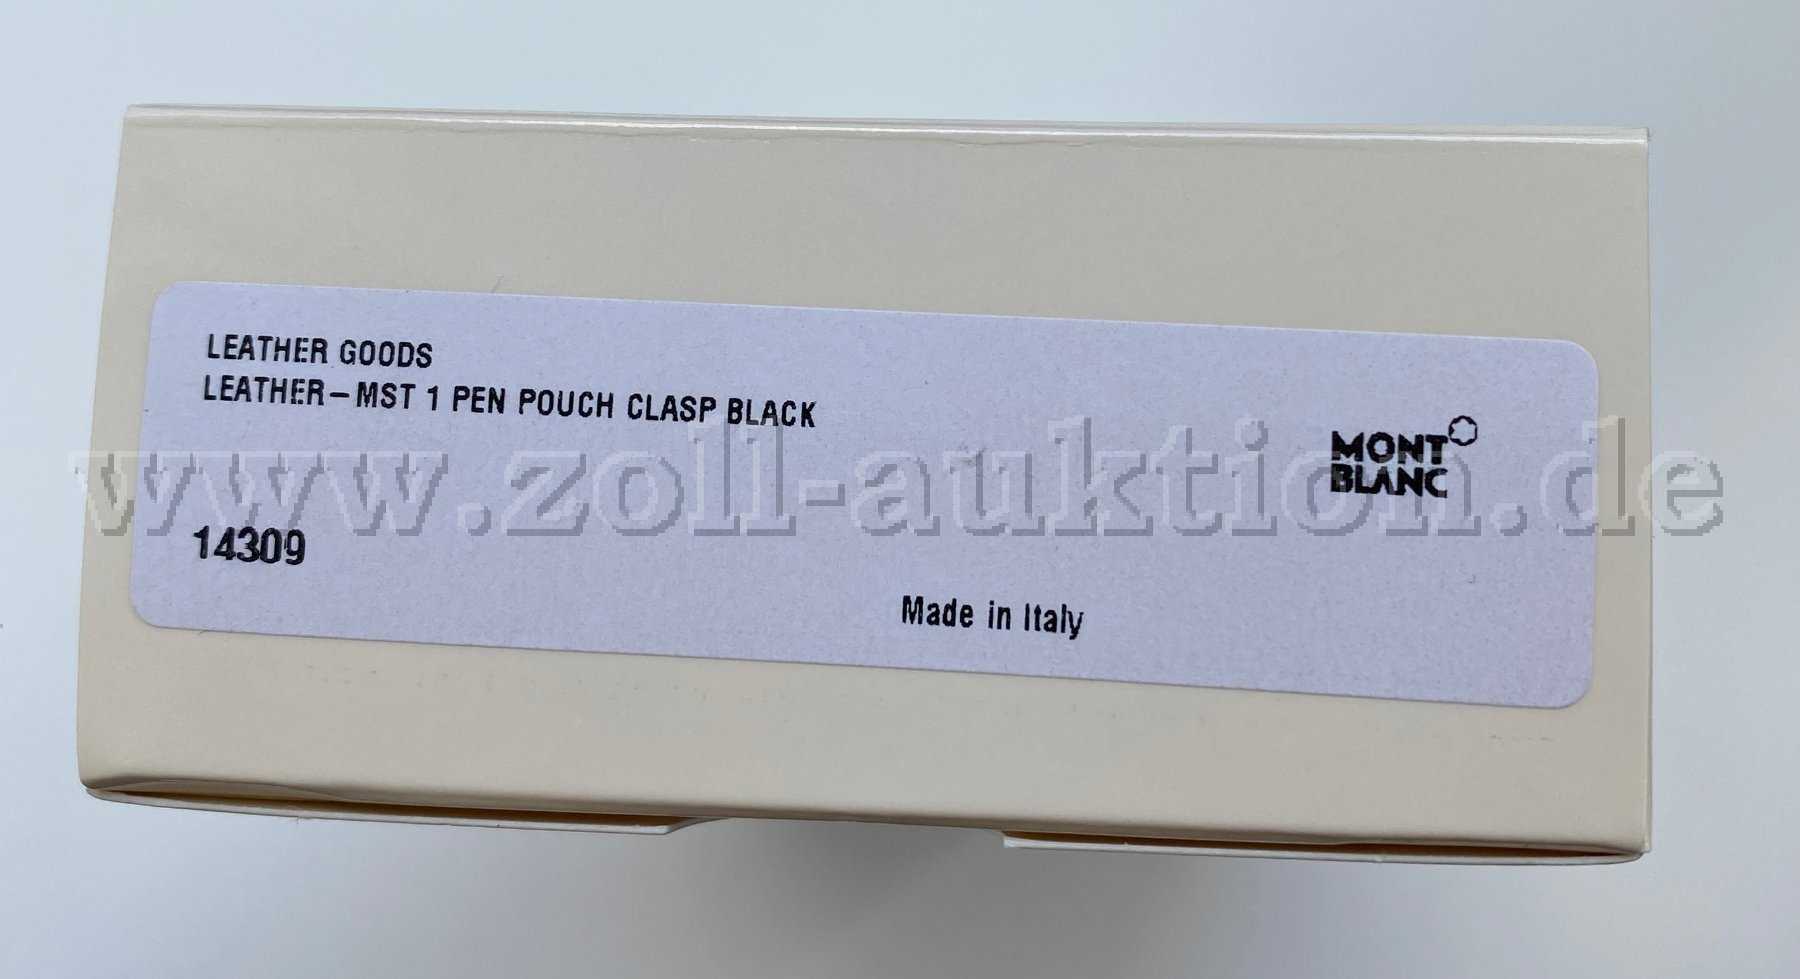 LEATHER GOODS
LEATHER-MST 1 PEN POUCH CLASP BLACK
MONT
BLANC
www.zoll-auktion.de
14309
Made in Italy